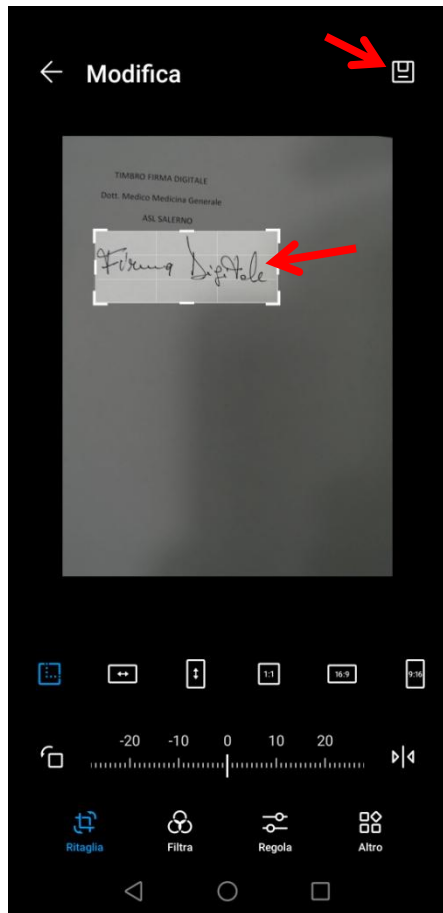 Modifica
TIMBRO FIRMA DIGITALE
Dott. Medico Medicina Generale
ASL SALERNO
Firma Digitale
1:1
16:9
9:16
-20 -10 0 10 20
Ritaglia Filtra Regola Altro